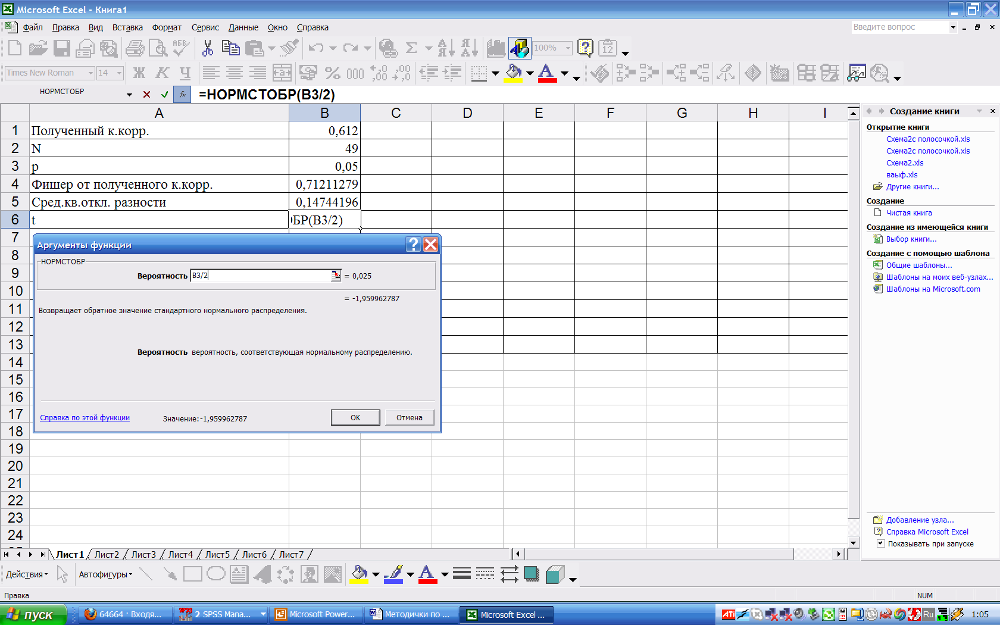 Microsoft Excel - Книга1
Файл Правка Вид Вставка Формат Сервис Данные Окно Справка
Введите вопрос
100%
Times New Roman 14 Ж К Ч
НОРМСТОБР =НОРМСТОБР(B3/2)
A B C D E F G H I
1 Полученный к.корр. 0,612
2 N 49
3 p 0,05
4 Фишер от полученного к.корр. 0,71211279
5 Сред.кв.откл. разности 0,14744196
6 t ОБР(B3/2)
7
8
9
10
11
12
13
14
15
16
17
18
19
20
21
22
23
24
Аргументы функции
НОРМСТОБР
Вероятность B3/2 = 0,025
= -1,959962787
Возвращает обратное значение стандартного нормального распределения.
Вероятность вероятность, соответствующая нормальному распределению.
Справка по этой функции Значение:-1,959962787 OK Отмена
Создание книги
Открытие книги
Схема2с полосочкой.xls
Схема2с полосочкой.xls
Схема2.xls
ваыф.xls
Другие книги...
Создание
Чистая книга
Создание из имеющейся книги
Выбор книги...
Создание с помощью шаблона
Общие шаблоны...
Шаблоны на моих веб-узлах...
Шаблоны на Microsoft.com
Добавление узла...
Справка Microsoft Excel
Показывать при запуске
Лист1 Лист2 Лист3 Лист4 Лист5 Лист6 Лист7
Действия Автофигуры
Правка NUM
пуск 64664 · Входя... 2 SPSS Mana... Microsoft Power... Методички по ... Microsoft Excel ... ATI Ru 1:05